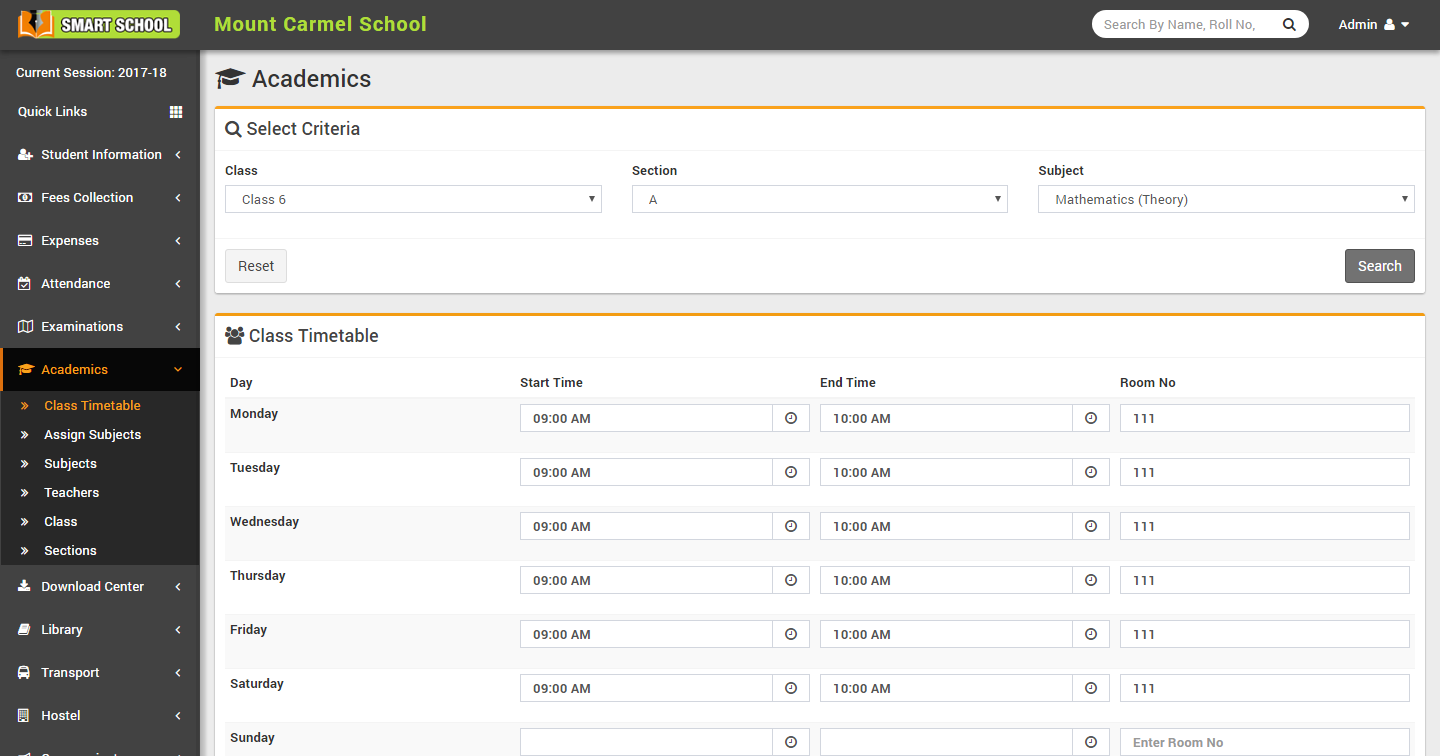 SMART SCHOOL
Mount Carmel School
Search By Name, Roll No,
Admin
Current Session: 2017-18
Quick Links
Student Information
Fees Collection
Expenses
Attendance
Examinations
Academics
Class Timetable
Assign Subjects
Subjects
Teachers
Class
Sections
Download Center
Library
Transport
Hostel
Academics
Select Criteria
Class Section Subject
Class 6 A Mathematics (Theory)
Reset Search
Class Timetable
Day Start Time End Time Room No
Monday 09:00 AM 10:00 AM 111
Tuesday 09:00 AM 10:00 AM 111
Wednesday 09:00 AM 10:00 AM 111
Thursday 09:00 AM 10:00 AM 111
Friday 09:00 AM 10:00 AM 111
Saturday 09:00 AM 10:00 AM 111
Sunday Enter Room No